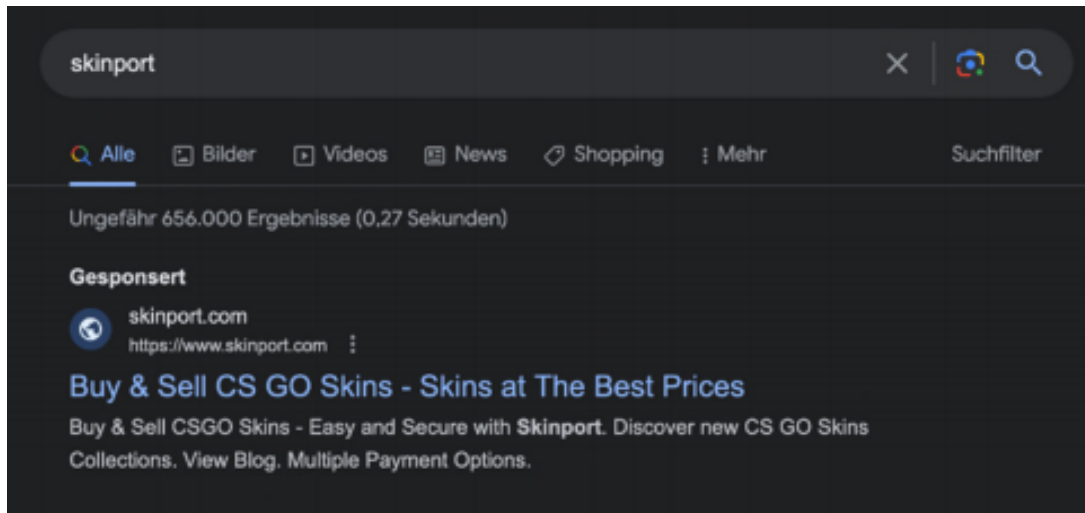 skinport
Alle Bilder Videos News Shopping Mehr Suchfilter
Ungefähr 656.000 Ergebnisse (0,27 Sekunden)
Gesponsert
skinport.com
https://www.skinport.com
Buy & Sell CS GO Skins - Skins at The Best Prices
Buy & Sell CSGO Skins - Easy and Secure with Skinport. Discover new CS GO Skins
Collections. View Blog. Multiple Payment Options.